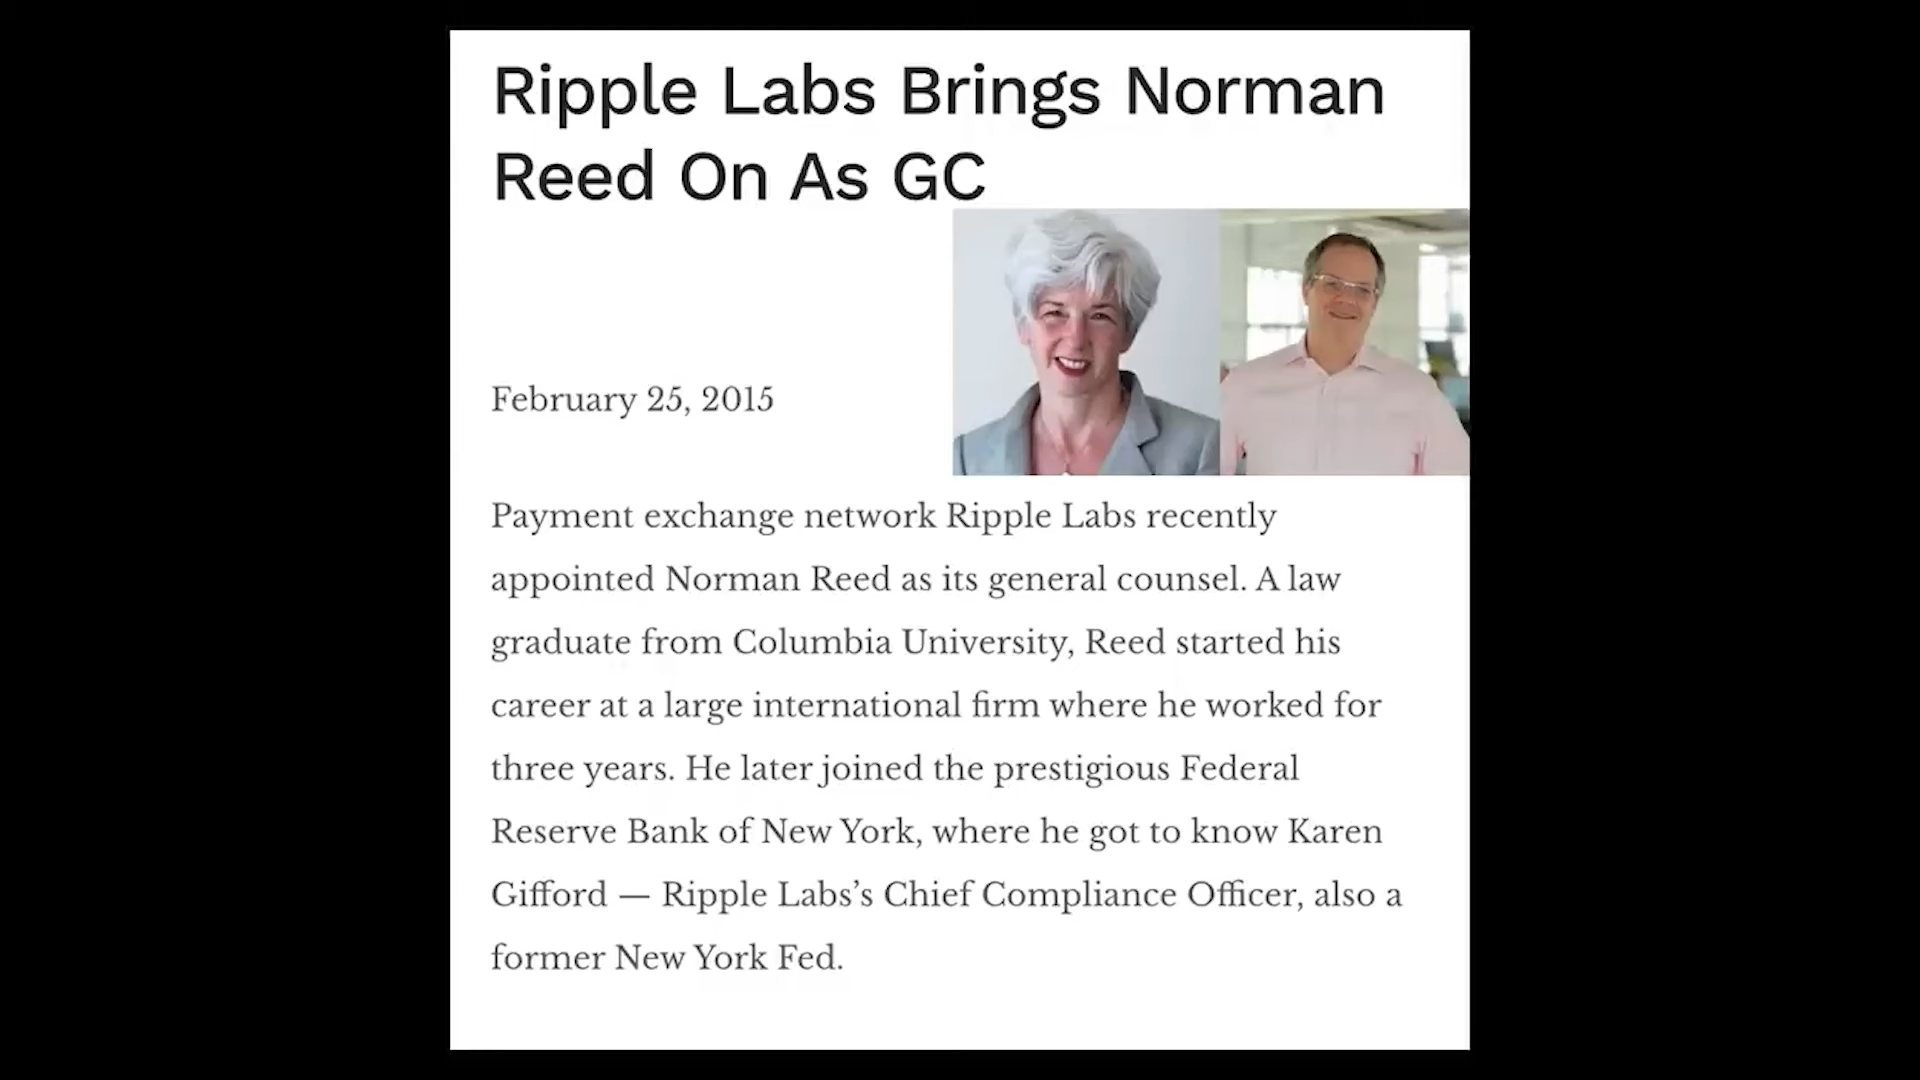 Ripple Labs Brings Norman
Reed On As GC
February 25, 2015
Payment exchange network Ripple Labs recently
appointed Norman Reed as its general counsel. A law
graduate from Columbia University, Reed started his
career at a large international firm where he worked for
three years. He later joined the prestigious Federal
Reserve Bank of New York, where he got to know Karen
Gifford — Ripple Labs’s Chief Compliance Officer, also a
former New York Fed.